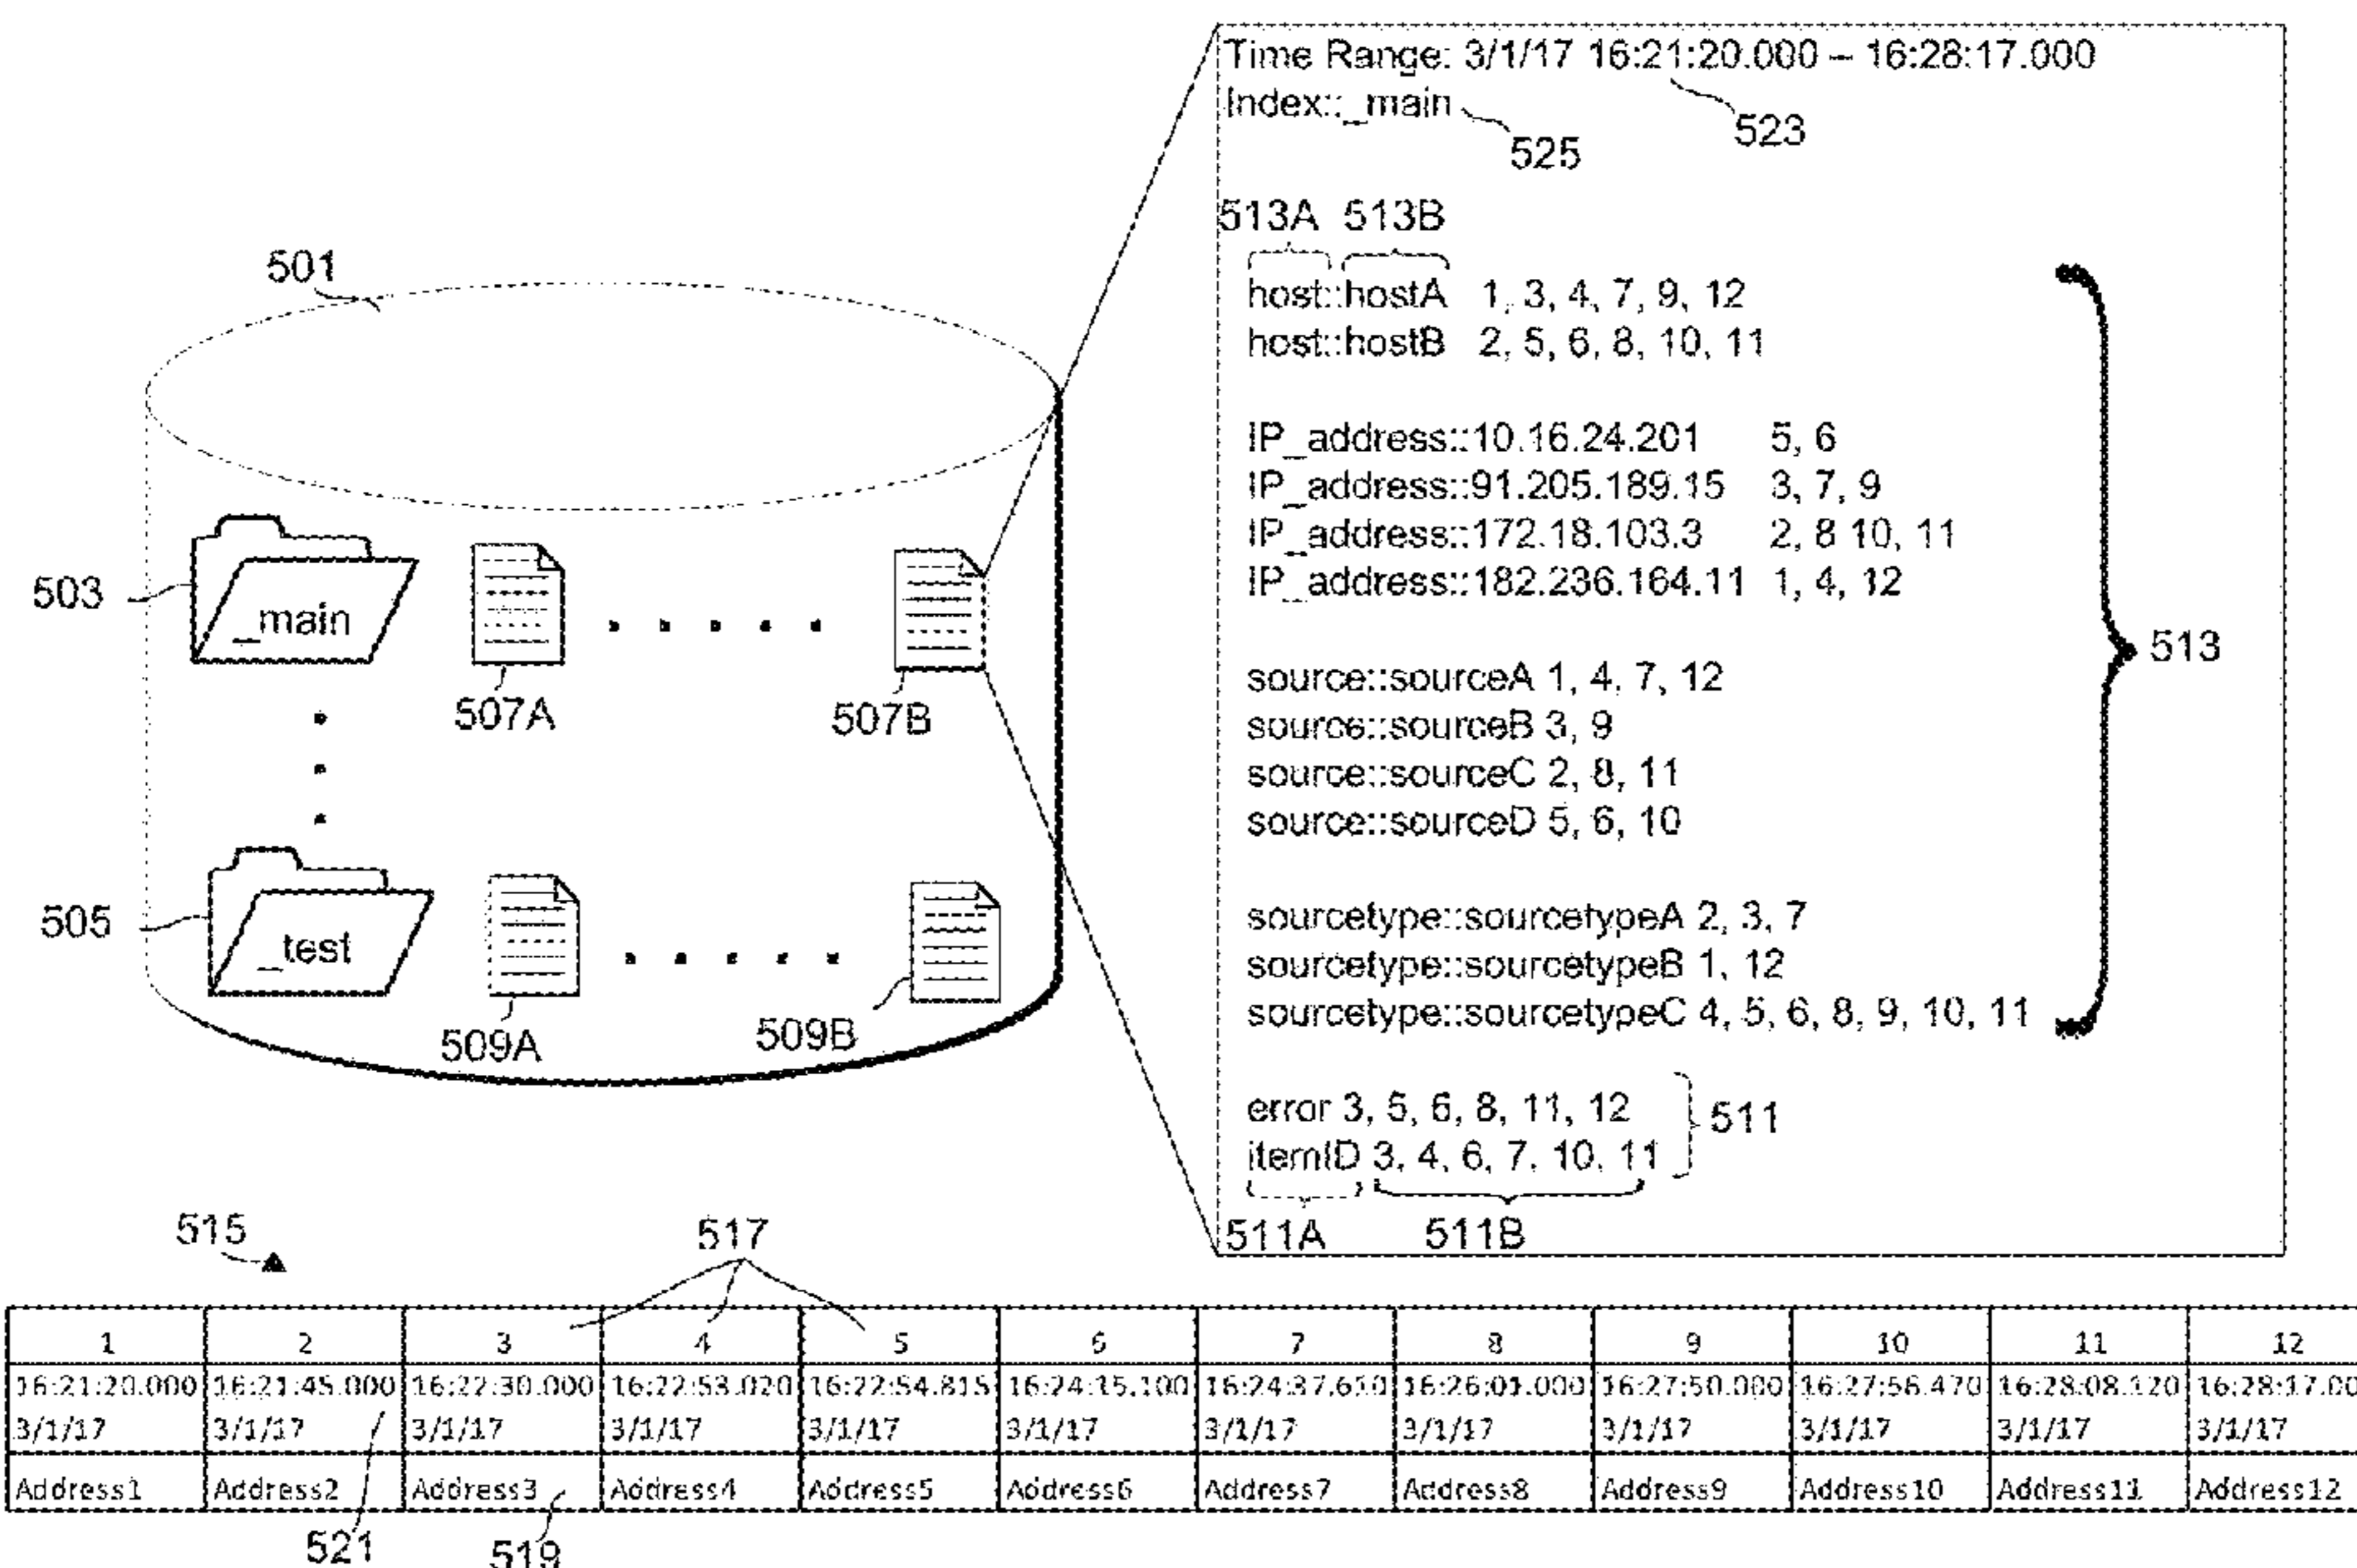 Time Range: 3/1/17 16:21:20.000 – 16:28:17.000
Index::_main
523
525
513A 513B
host::hostA 1, 3, 4, 7, 9, 12
host::hostB 2, 5, 6, 8, 10, 11
IP_address::10.16.24.201 5, 6
IP_address::91.205.189.15 3, 7, 9
IP_address::172.18.103.3 2, 8 10, 11
IP_address::182.236.164.11 1, 4, 12
source::sourceA 1, 4, 7, 12
source::sourceB 3, 9
source::sourceC 2, 8, 11
source::sourceD 5, 6, 10
sourcetype::sourcetypeA 2, 3, 7
sourcetype::sourcetypeB 1, 12
sourcetype::sourcetypeC 4, 5, 6, 8, 9, 10, 11
513
error 3, 5, 6, 8, 11, 12
itemID 3, 4, 6, 7, 10, 11
511
511A 511B
501
503
_main
507A
507B
505
_test
509A
509B
515
517
1 2 3 4 5 6 7 8 9 10 11 12
16:21:20.000 16:21:45.000 16:22:30.000 16:22:53.020 16:22:54.815 16:24:15.100 16:24:37.610 16:26:01.000 16:27:50.000 16:27:56.470 16:28:08.120 16:28:17.00
3/1/17 3/1/17 3/1/17 3/1/17 3/1/17 3/1/17 3/1/17 3/1/17 3/1/17 3/1/17 3/1/17 3/1/17
Address1 Address2 Address3 Address4 Address5 Address6 Address7 Address8 Address9 Address10 Address11 Address12
521
519